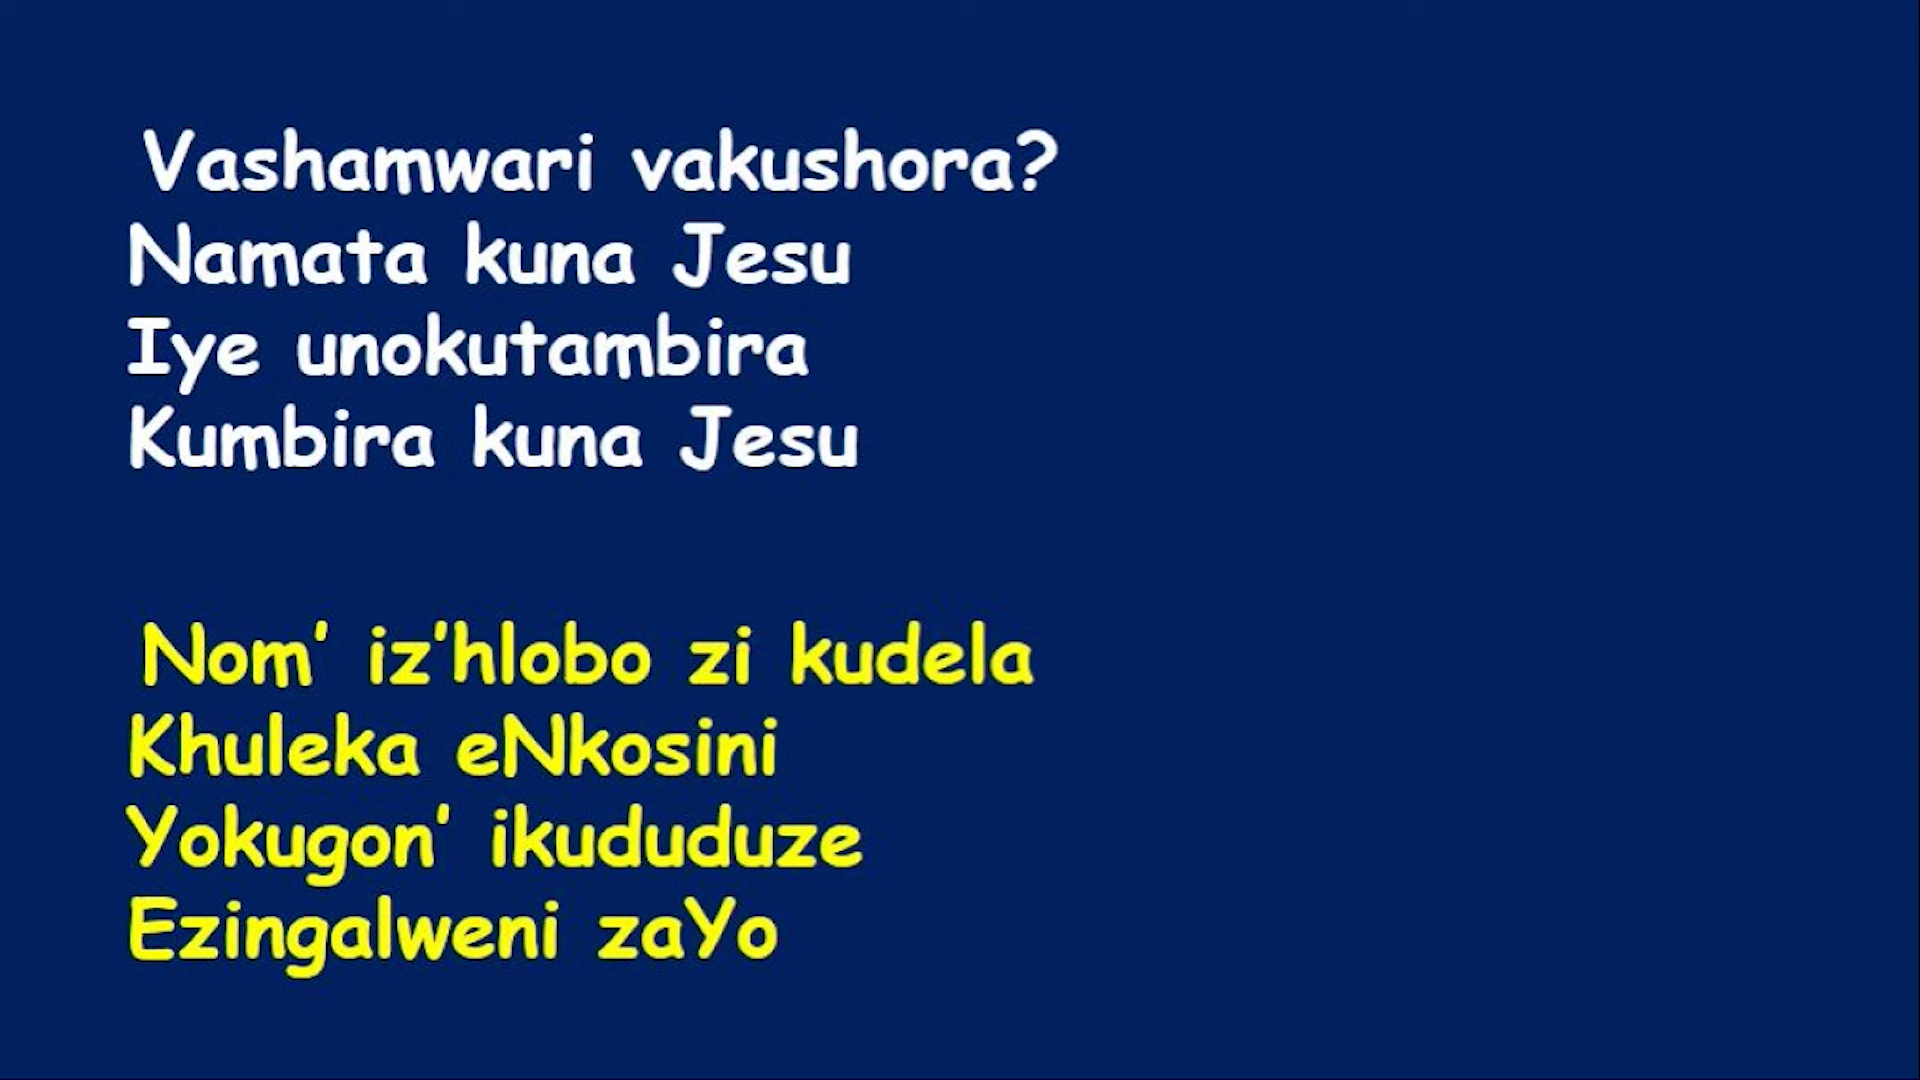 Vashamwari vakushora?
Namata kuna Jesu
Iye unokutambira
Kumbira kuna Jesu
Nom' iz'hlobo zi kudela
Khuleka eNkosini
Yokugon' ikududuze
Ezingalweni zaYo